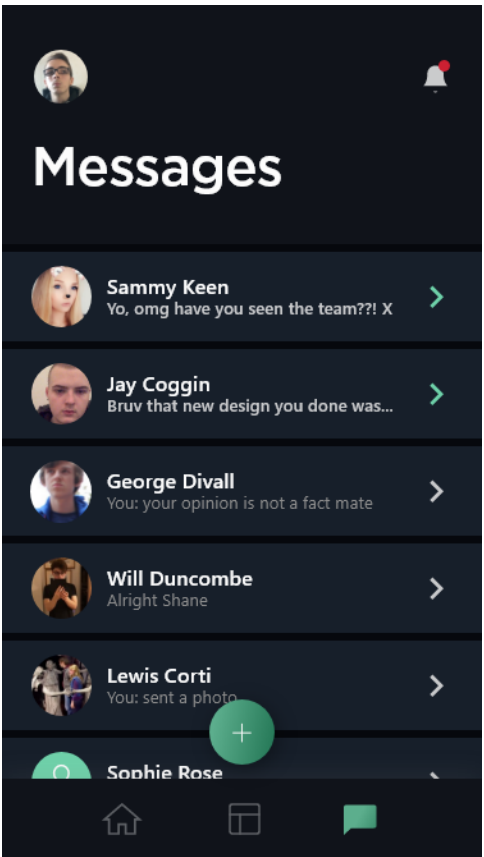 Messages
Sammy Keen
Yo, omg have you seen the team??! X
Jay Coggin
Bruv that new design you done was...
George Divall
You: your opinion is not a fact mate
Will Duncombe
Alright Shane
Lewis Corti
You: sent a photo
Sophie Rose